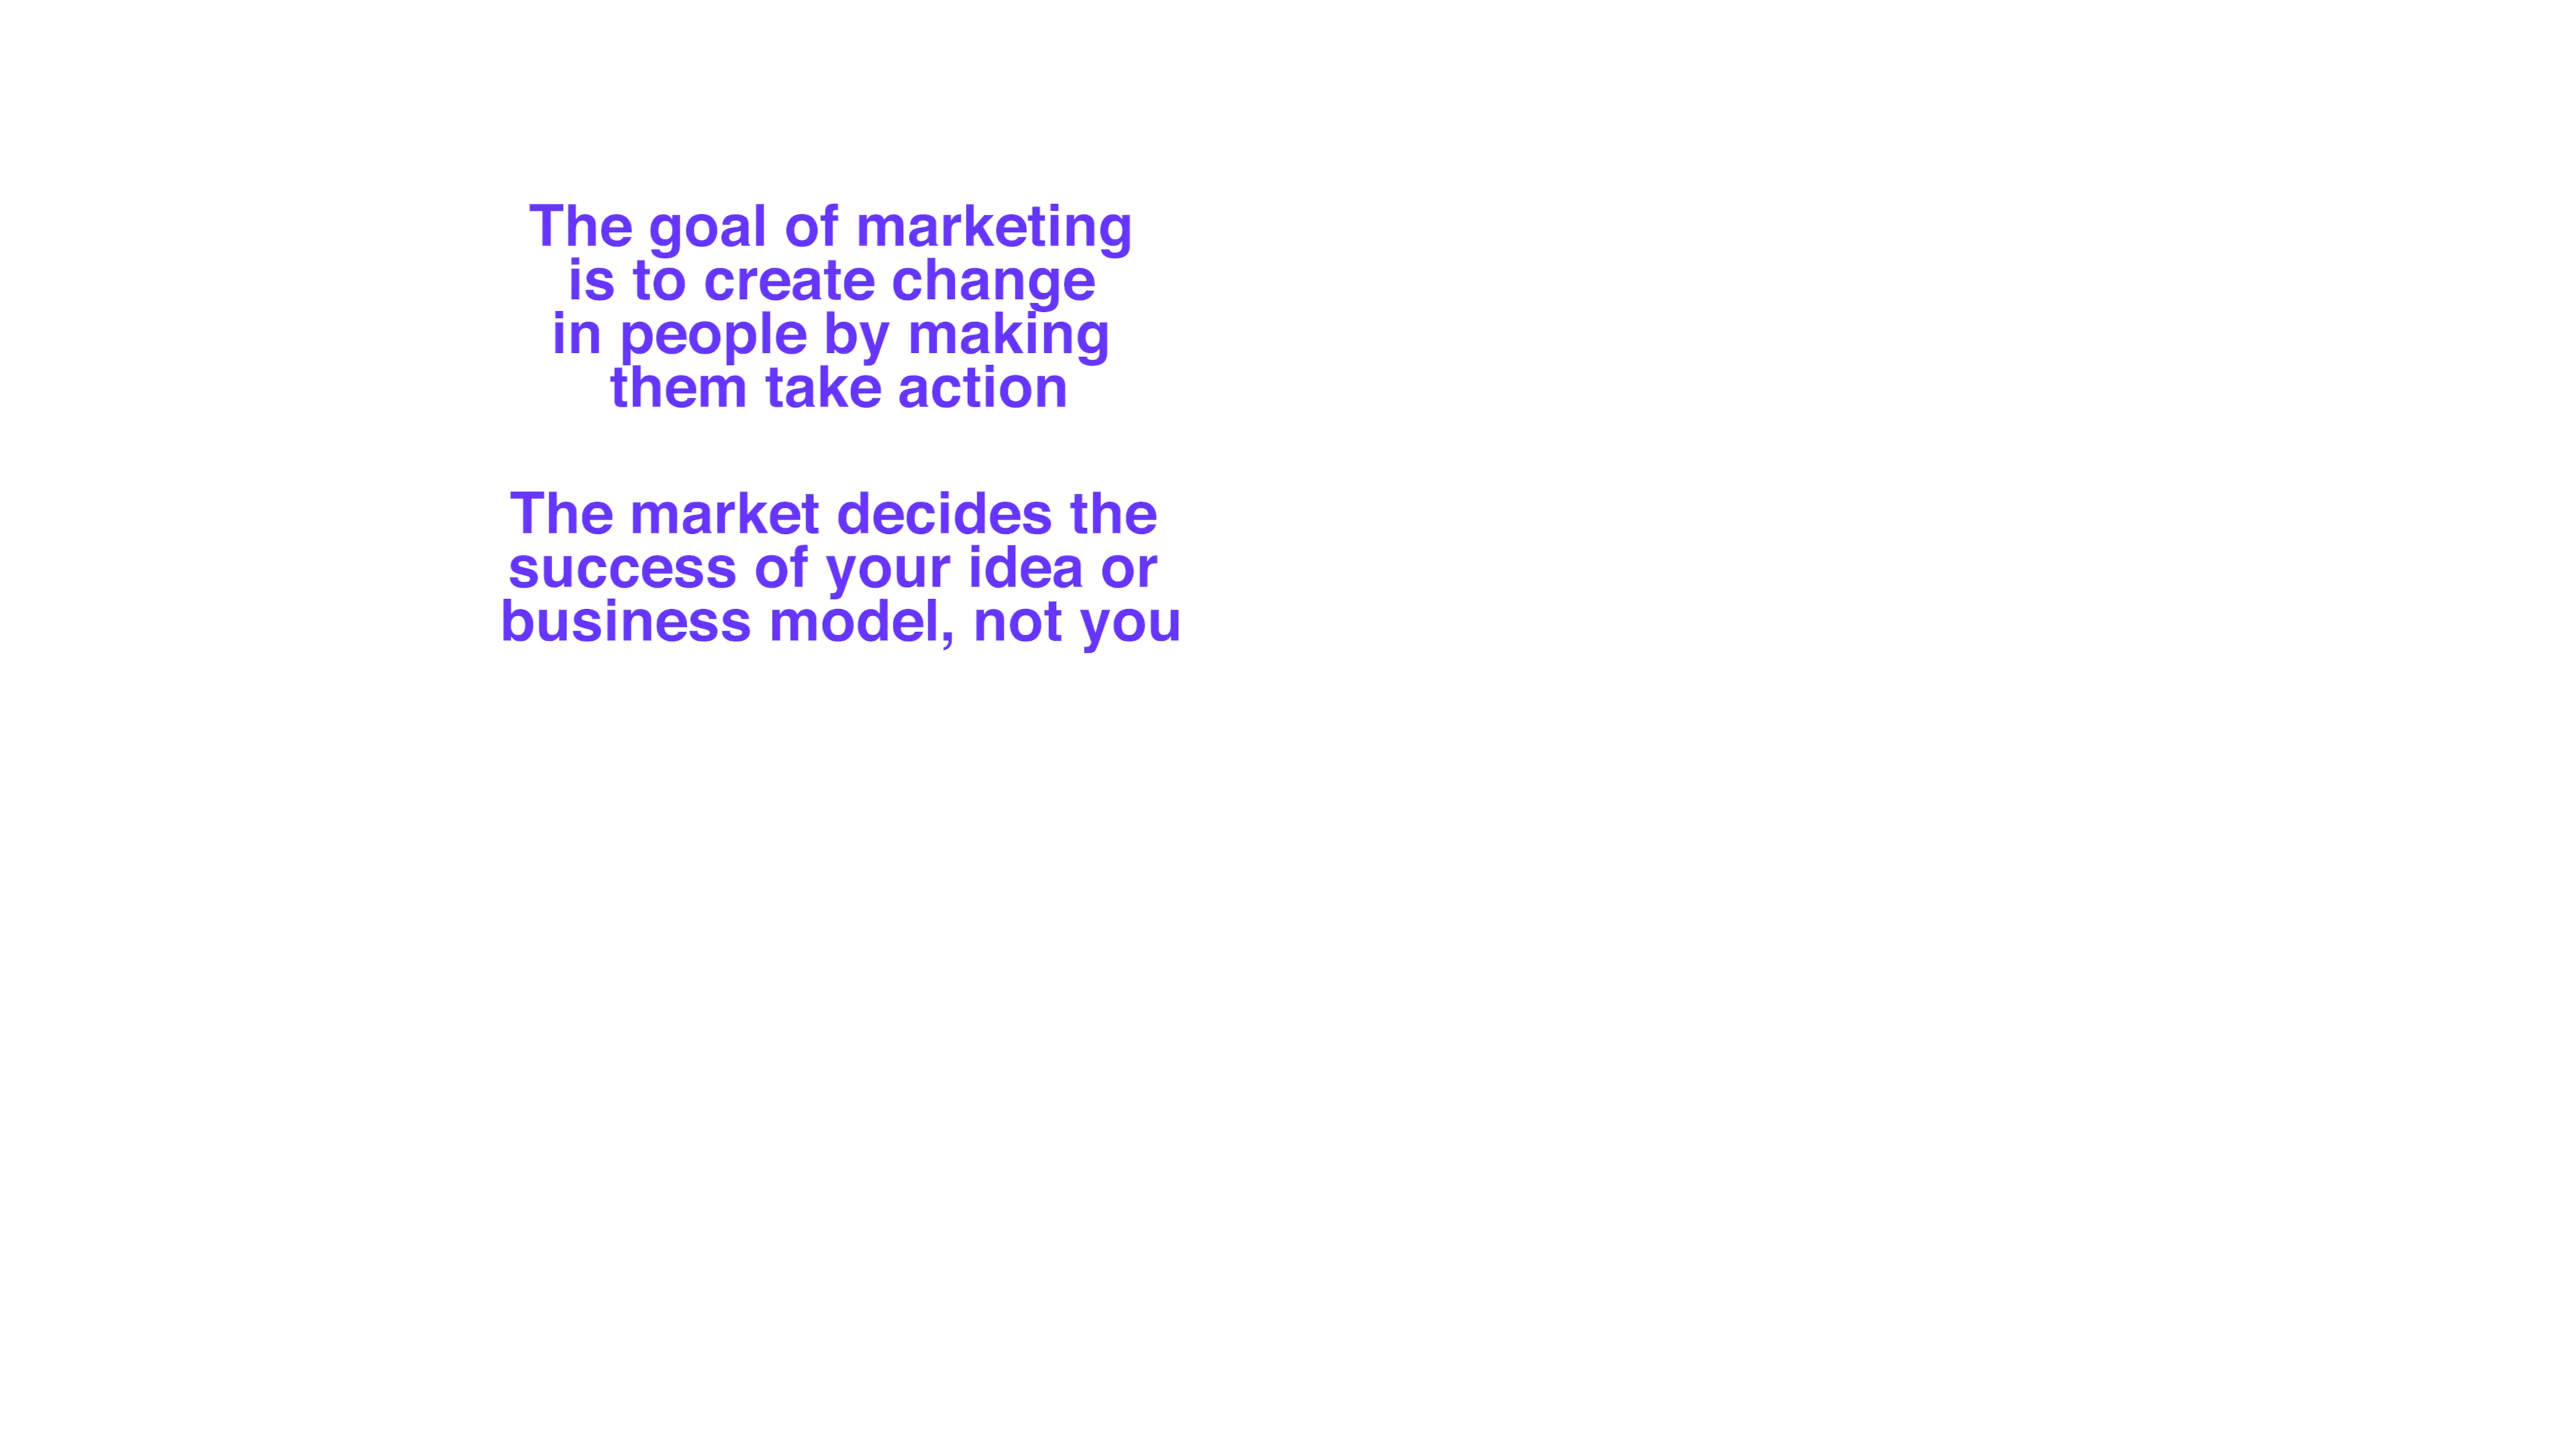 The goal of marketing
is to create change
in people by making
them take action
The market decides the
success of your idea or
business model, not you